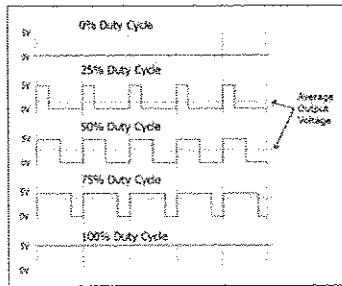 0% Duty Cycle
5V
0V
25% Duty Cycle
5V
0V
Average
Output
Voltage
50% Duty Cycle
5V
0V
75% Duty Cycle
5V
0V
100% Duty Cycle
5V
0V